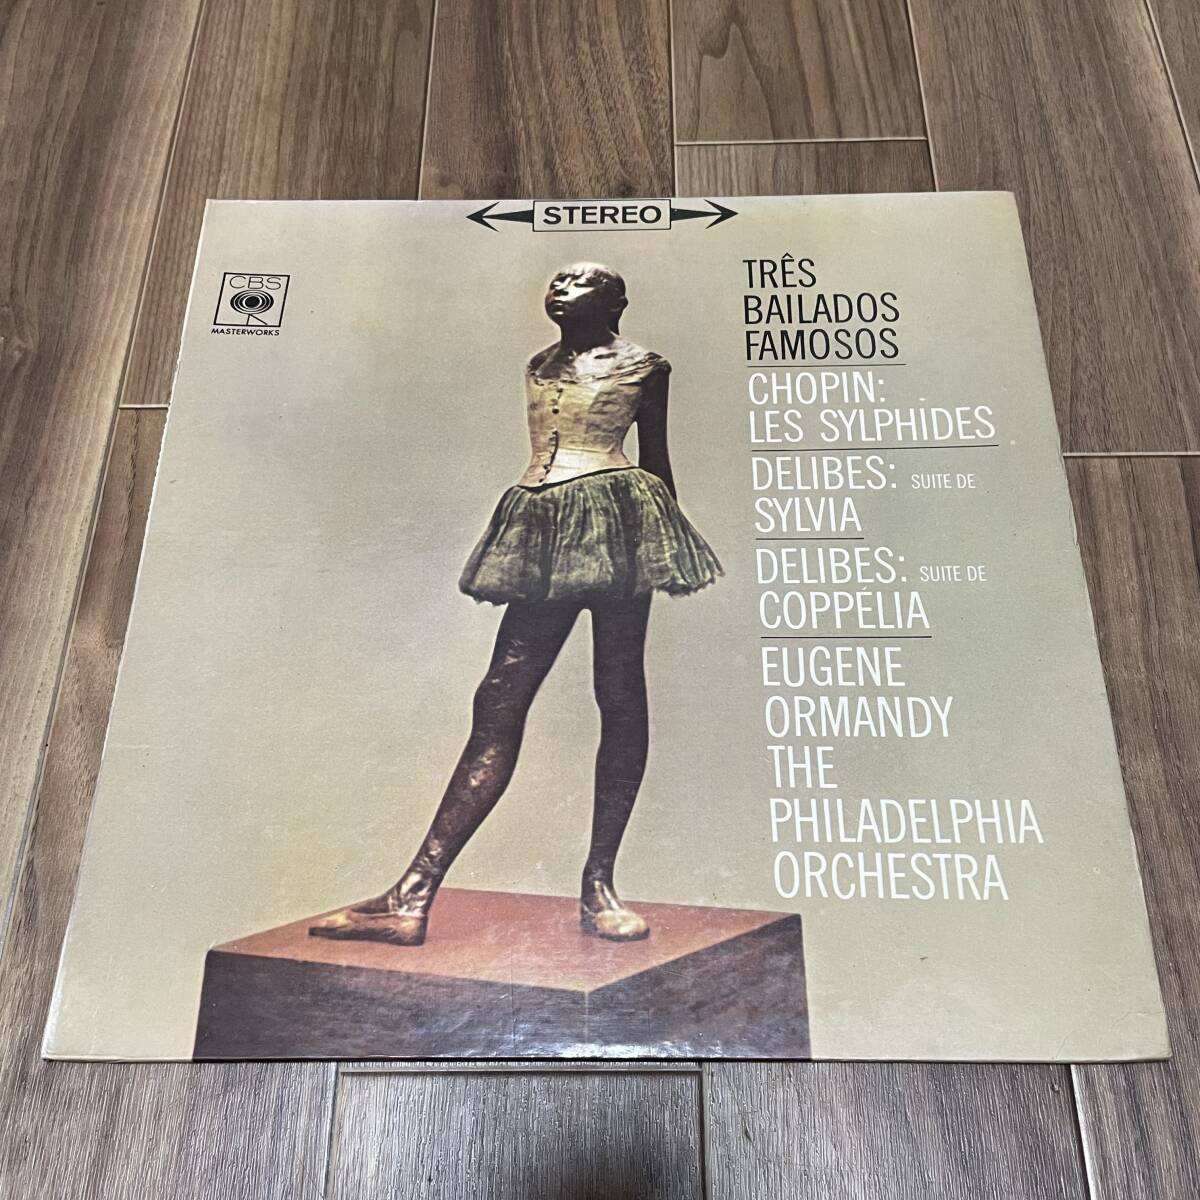 STEREO
CBS
MASTERWORKS
TRÊS
BAILADOS
FAMOSOS
CHOPIN:
LES SYLPHIDES
DELIBES: SUITE DE
SYLVIA
DELIBES: SUITE DE
COPPÉLIA
EUGENE
ORMANDY
THE
PHILADELPHIA
ORCHESTRA